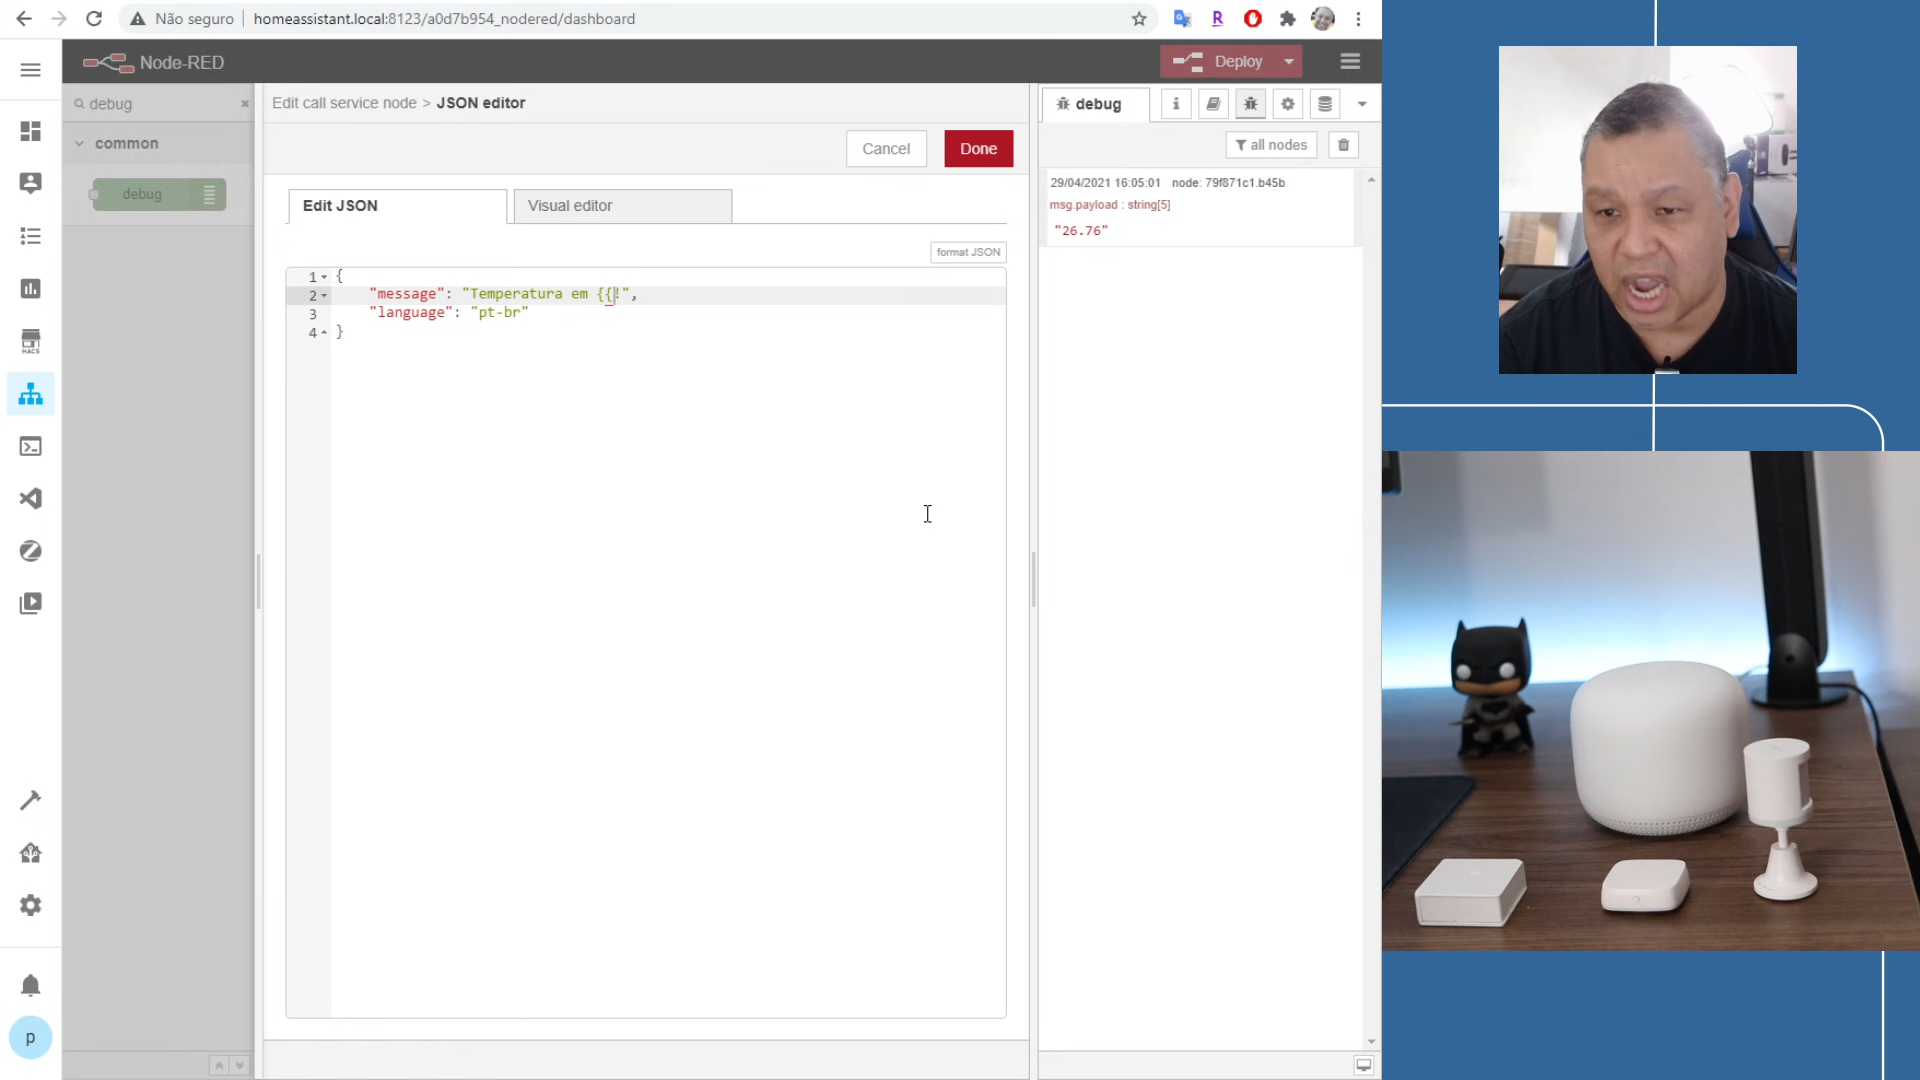 Não seguro
homeassistant.local:8123/a0d7b954_nodered/dashboard
R
Node-RED
Deploy
debug
common
debug
Edit call service node > JSON editor
Cancel
Done
Edit JSON
Visual editor
format JSON
1 {
2 "message": "Temperatura em {{!",
3 "language": "pt-br"
4 }
debug
i
all nodes
29/04/2021 16:05:01 node: 79f871c1.b45b
msg.payload : string[5]
"26.76"
HACS
p